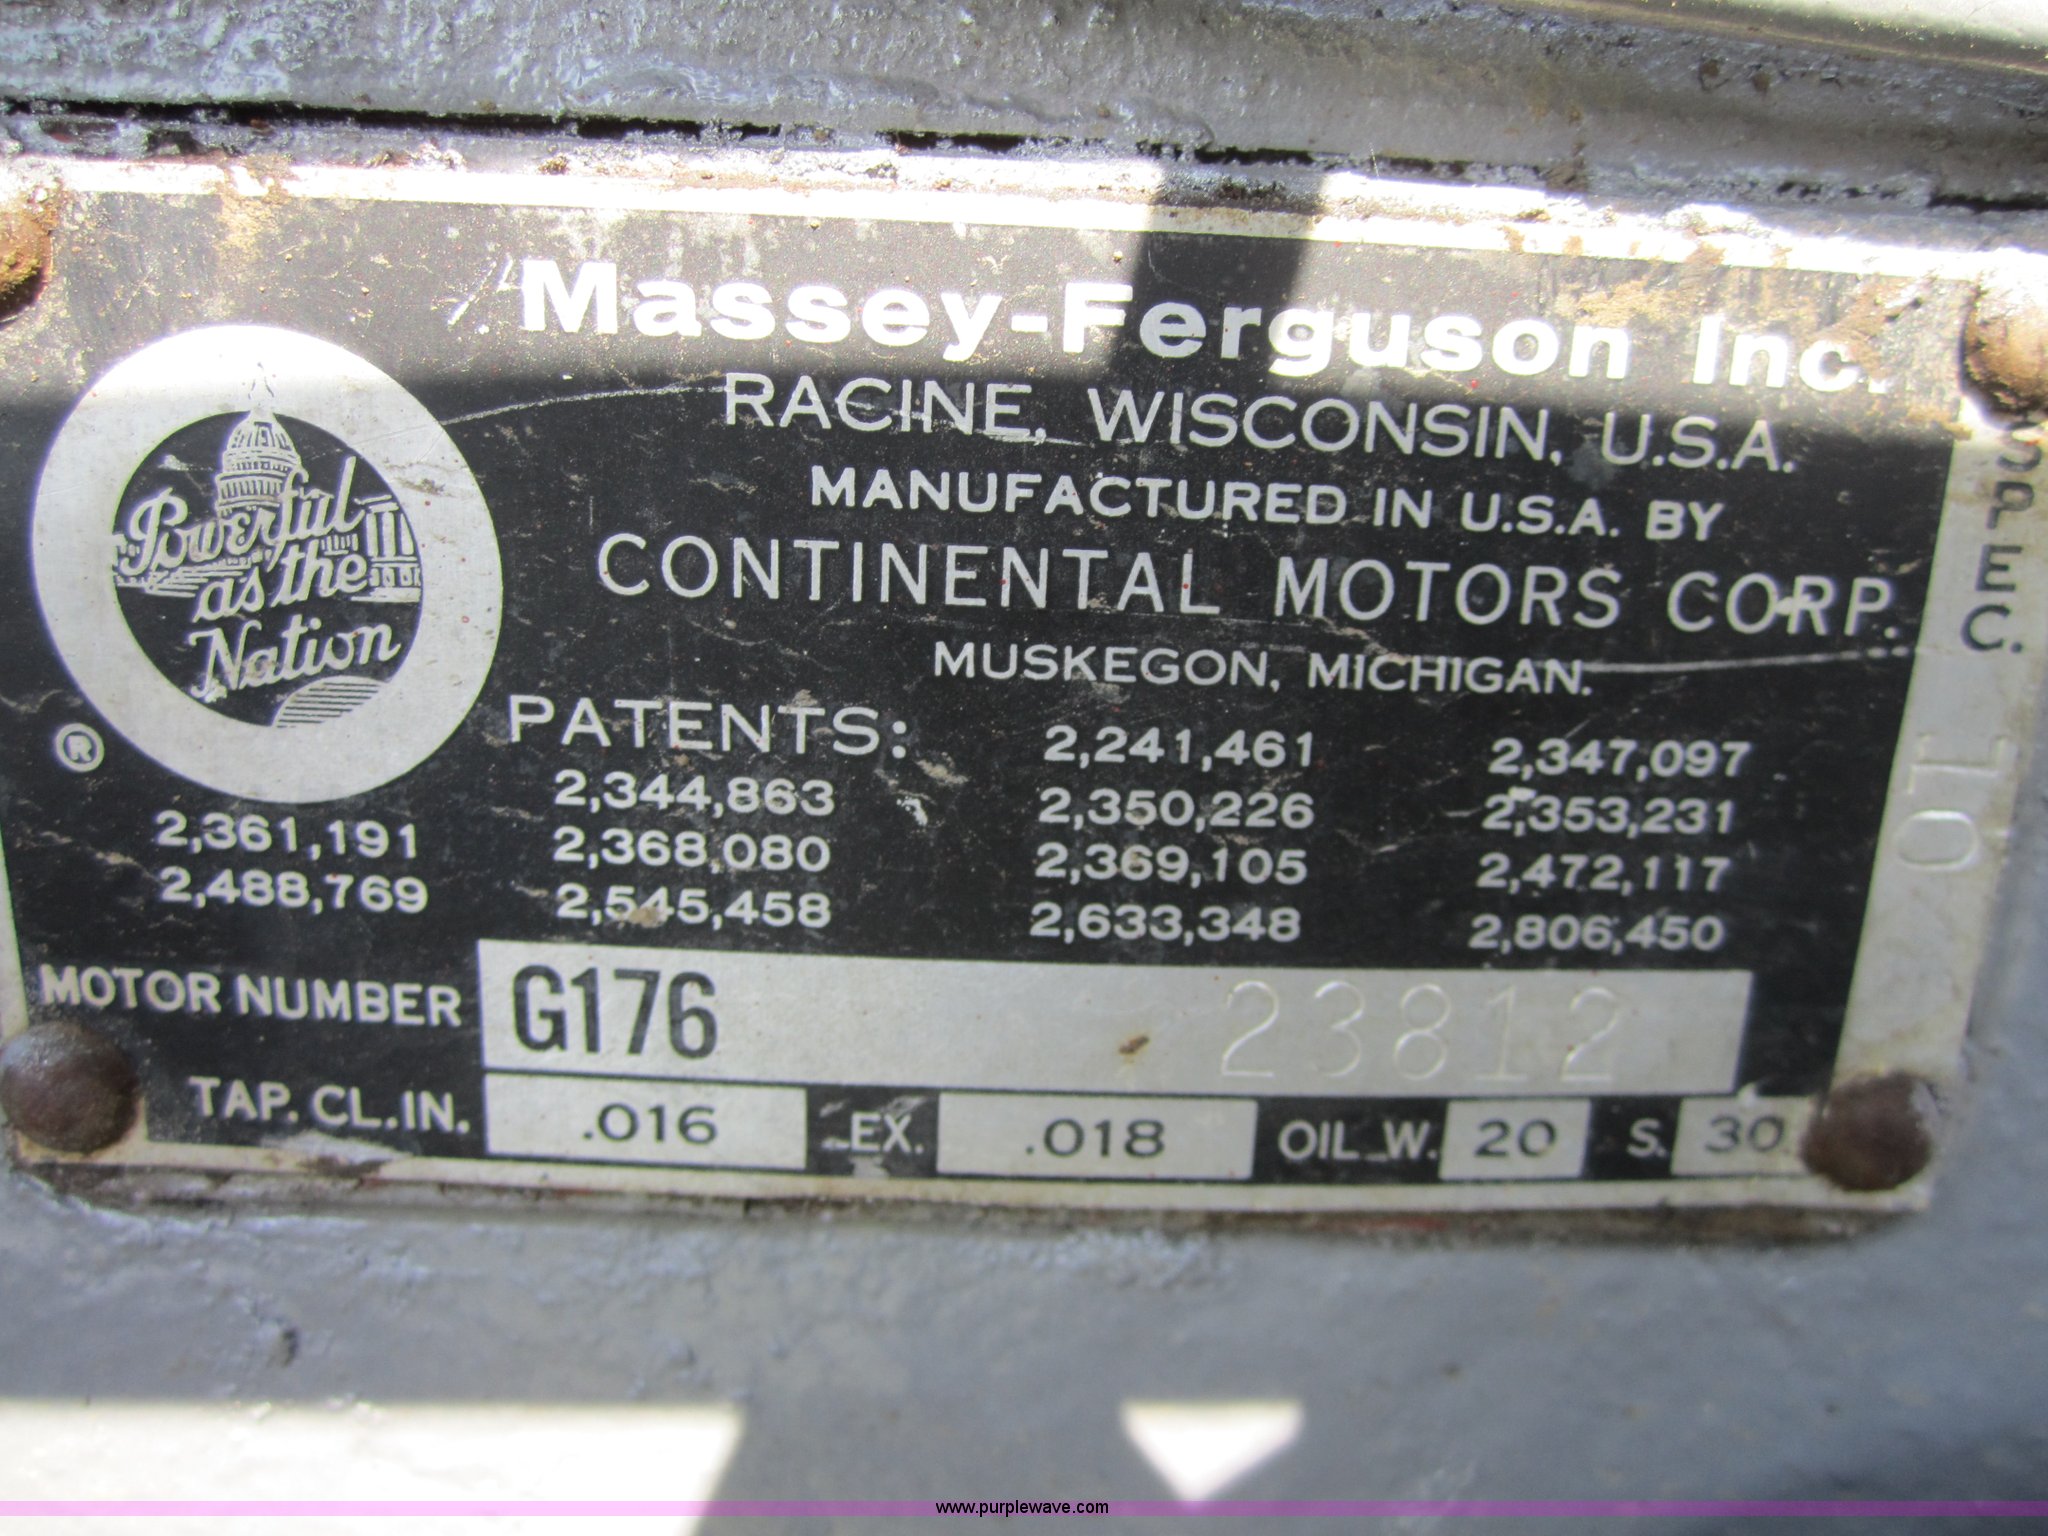 Massey-Ferguson Inc.
RACINE, WISCONSIN, U.S.A.
MANUFACTURED IN U.S.A. BY
CONTINENTAL MOTORS CORP.
MUSKEGON, MICHIGAN.
Powerful
as the
Nation
®
PATENTS:
2,241,461 2,347,097
2,344,863 2,350,226 2,353,231
2,361,191 2,368,080 2,369,105 2,472,117
2,488,769 2,545,458 2,633,348 2,806,450
MOTOR NUMBER G176 23812
TAP. CL. IN. .016 EX. .018 OIL W. 20 S. 30
SPEC. 10
www.purplewave.com